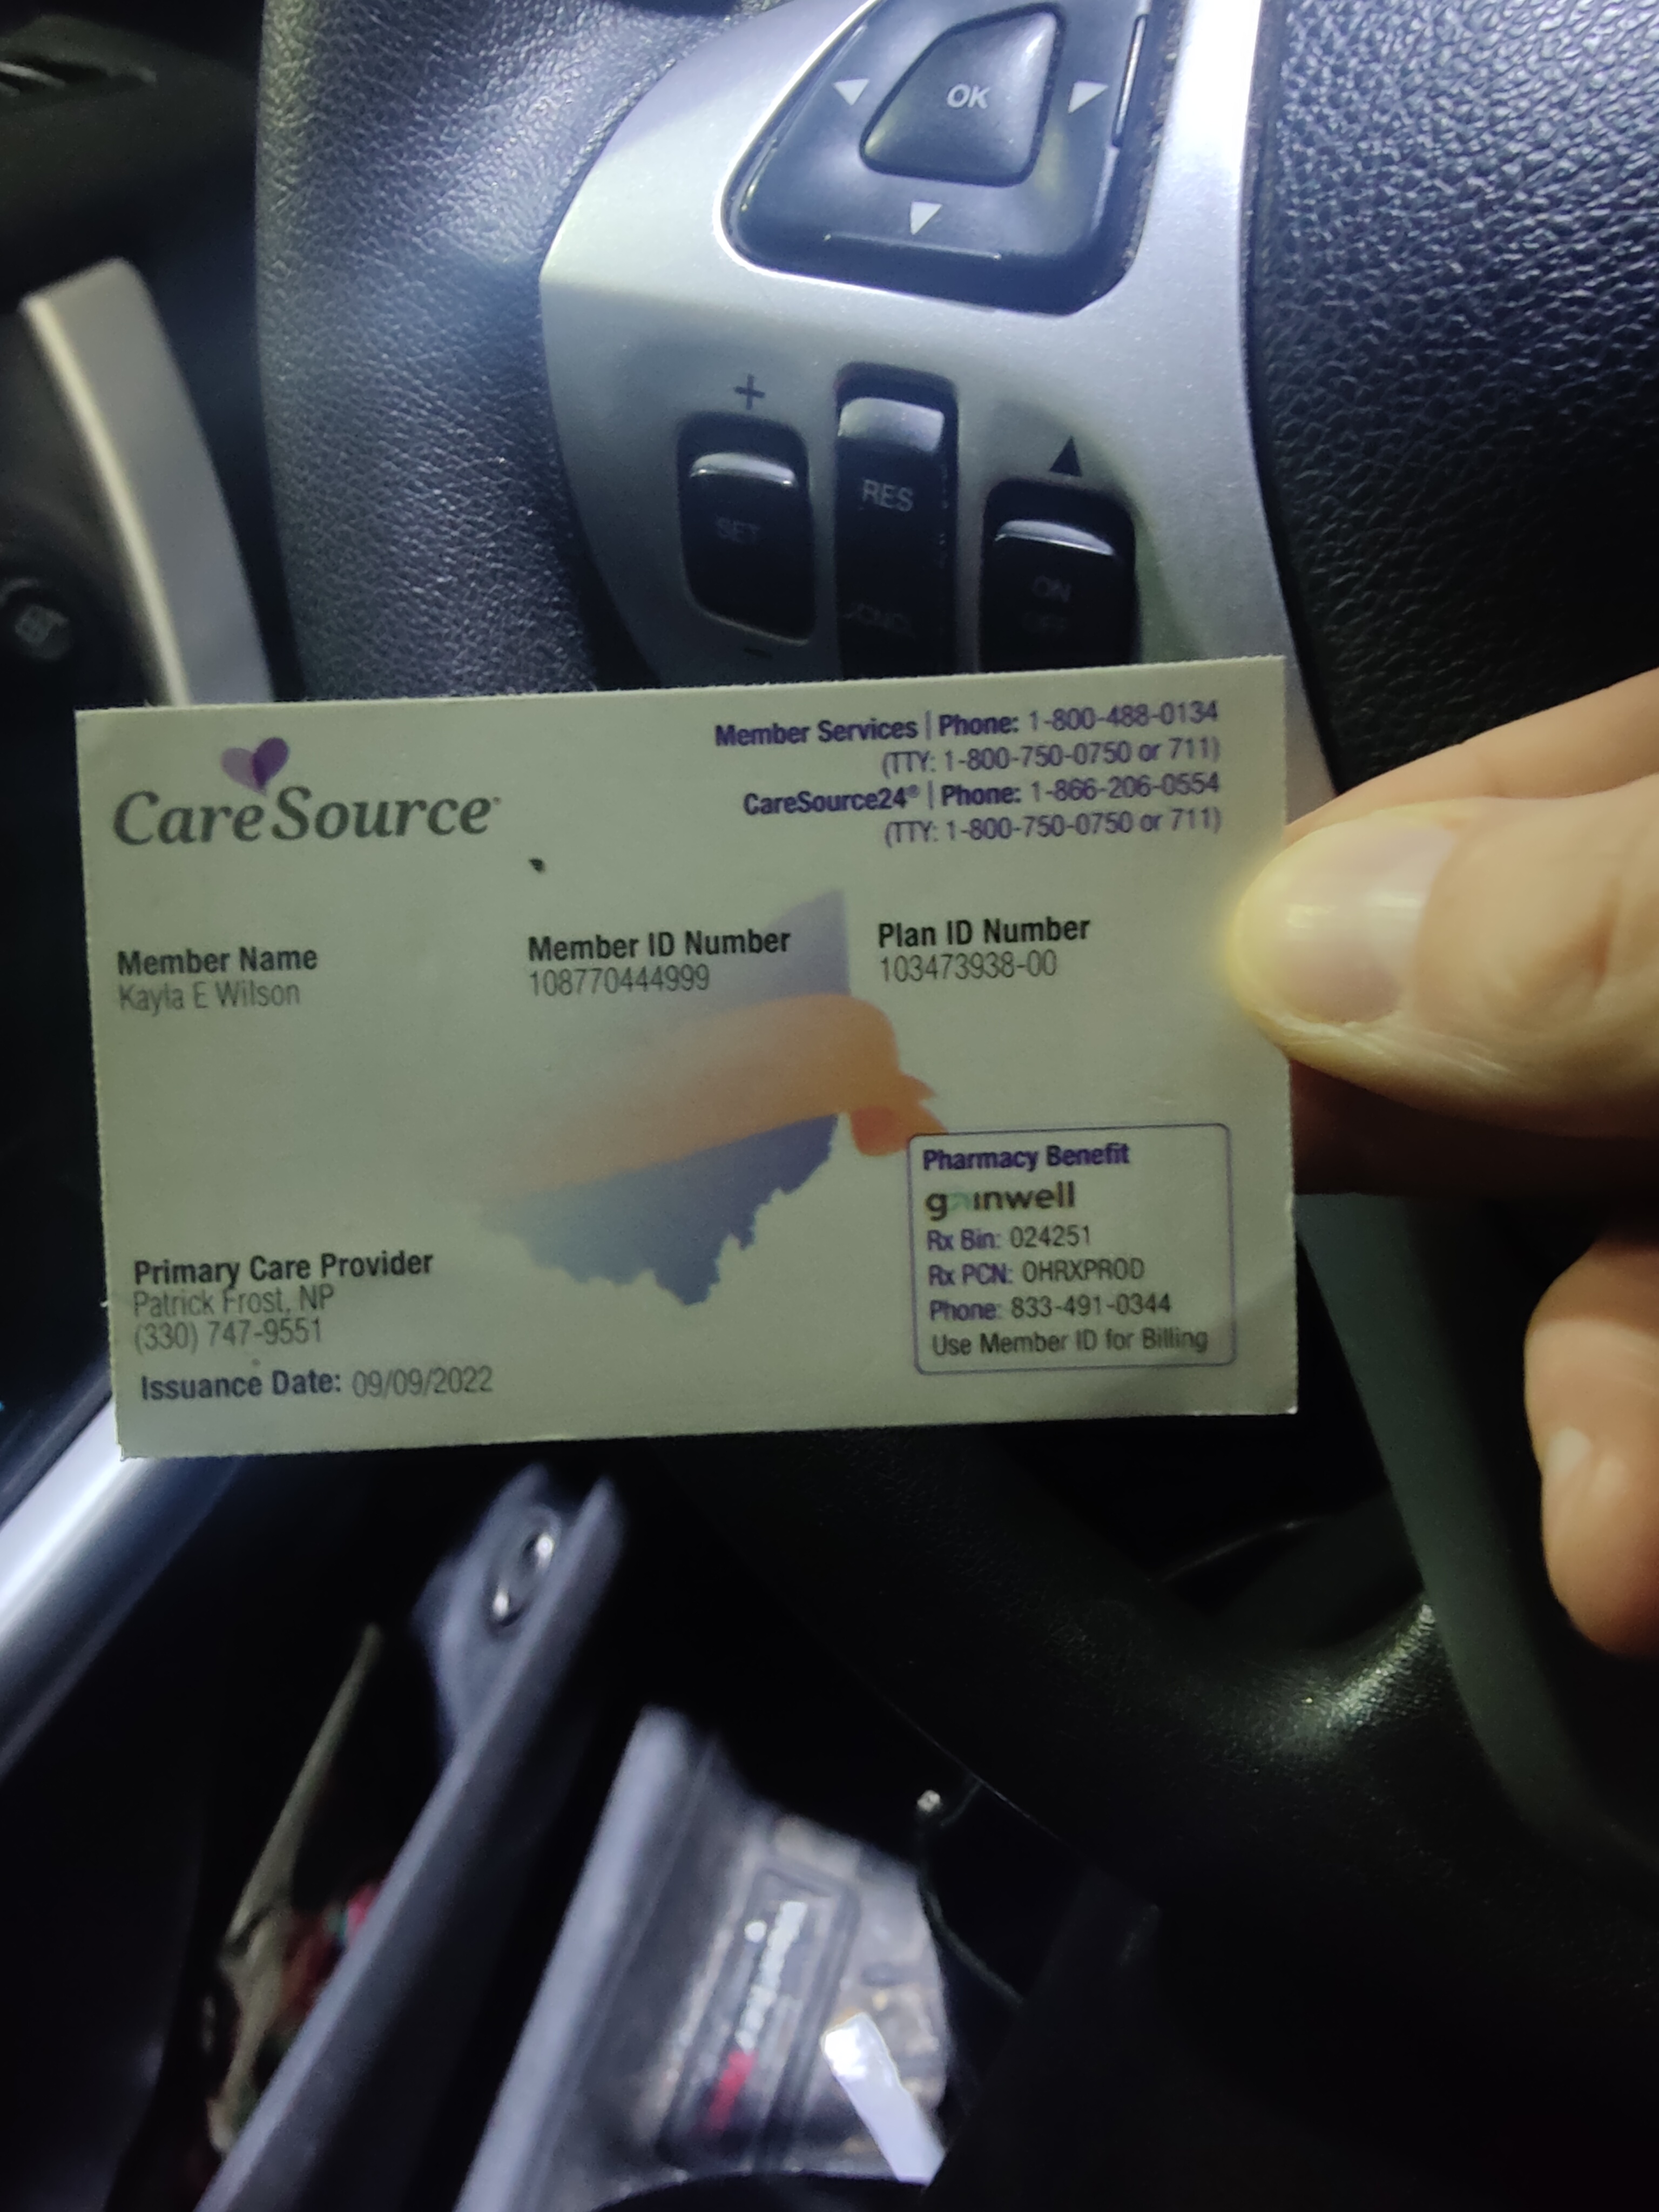 OK
+
RES
SET
ON
CareSource
Member Services | Phone: 1-800-488-0134
(TTY: 1-800-750-0750 or 711)
CareSource24® | Phone: 1-866-206-0554
(TTY: 1-800-750-0750 or 711)
Member Name
Kayla E Wilson
Member ID Number
108770444999
Plan ID Number
103473938-00
Primary Care Provider
Patrick Frost, NP
(330) 747-9551
Issuance Date: 09/09/2022
Pharmacy Benefit
gainwell
Rx Bin: 024251
Rx PCN: OHRXPROD
Phone: 833-491-0344
Use Member ID for Billing